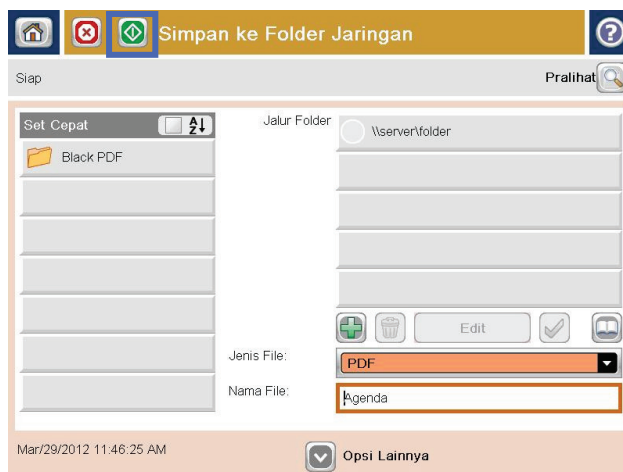 Simpan ke Folder Jaringan
Siap
Pralihat
Set Cepat
Jalur Folder
\\server\folder
Black PDF
Edit
Jenis File:
PDF
Nama File:
Agenda
Mar/29/2012 11:46:25 AM
Opsi Lainnya